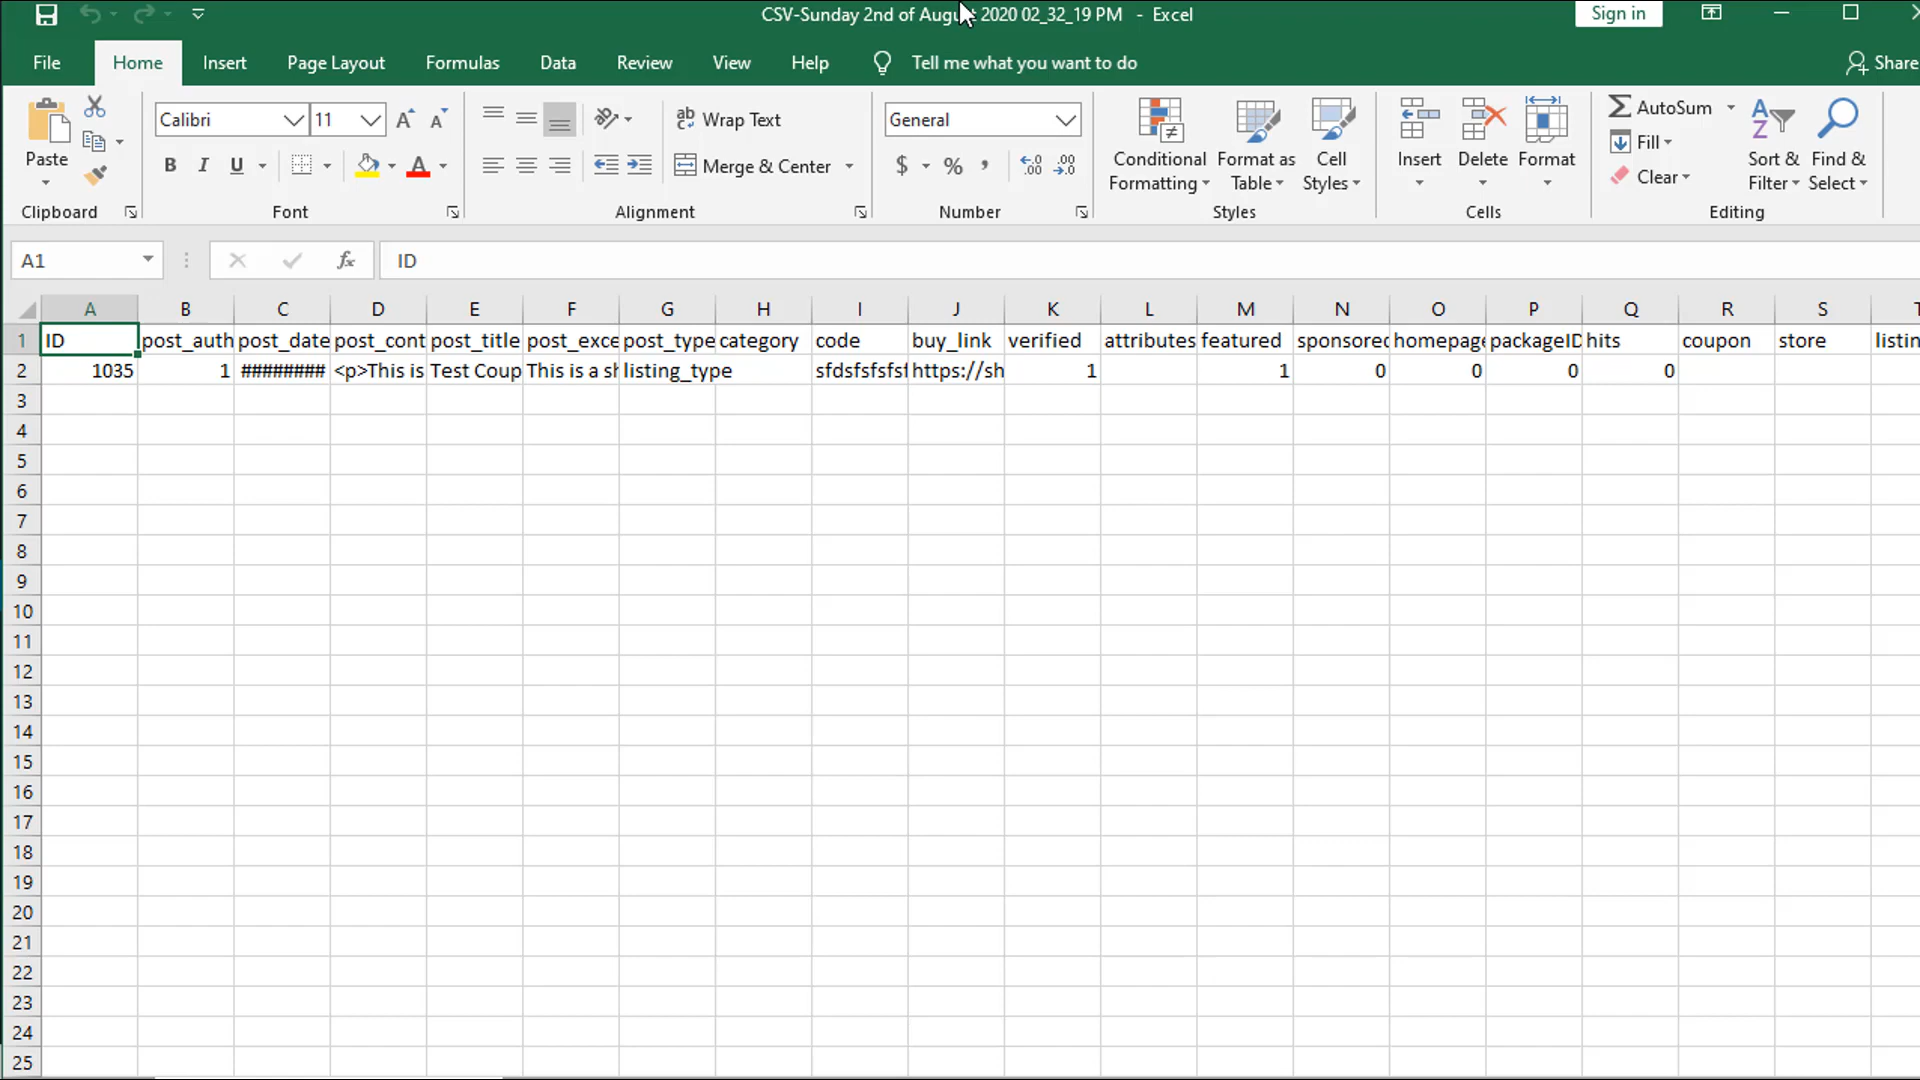 CSV-Sunday 2nd of Augu 2020 02_32_19 PM - Excel
Sign in
File Home Insert Page Layout Formulas Data Review View Help Tell me what you want to do Share
Paste
Clipboard
Calibri 11
B I U A
Font
ab Wrap Text
Merge & Center
Alignment
General
$ % ,
Number
Conditional Formatting
Format as Table
Cell Styles
Styles
Insert Delete Format
Cells
AutoSum
Fill
Clear
Sort & Filter
Find & Select
Editing
A1 fx ID
A B C D E F G H I J K L M N O P Q R S T
1 ID post_auth post_date post_cont post_title post_exce post_type category code buy_link verified attributes featured sponsored homepage packageID hits coupon store listin
2 1035 1 ######## <p>This is Test Coup This is a sh listing_type sfdsfsfsfsf https://sh 1 1 0 0 0 0
3
4
5
6
7
8
9
10
11
12
13
14
15
16
17
18
19
20
21
22
23
24
25